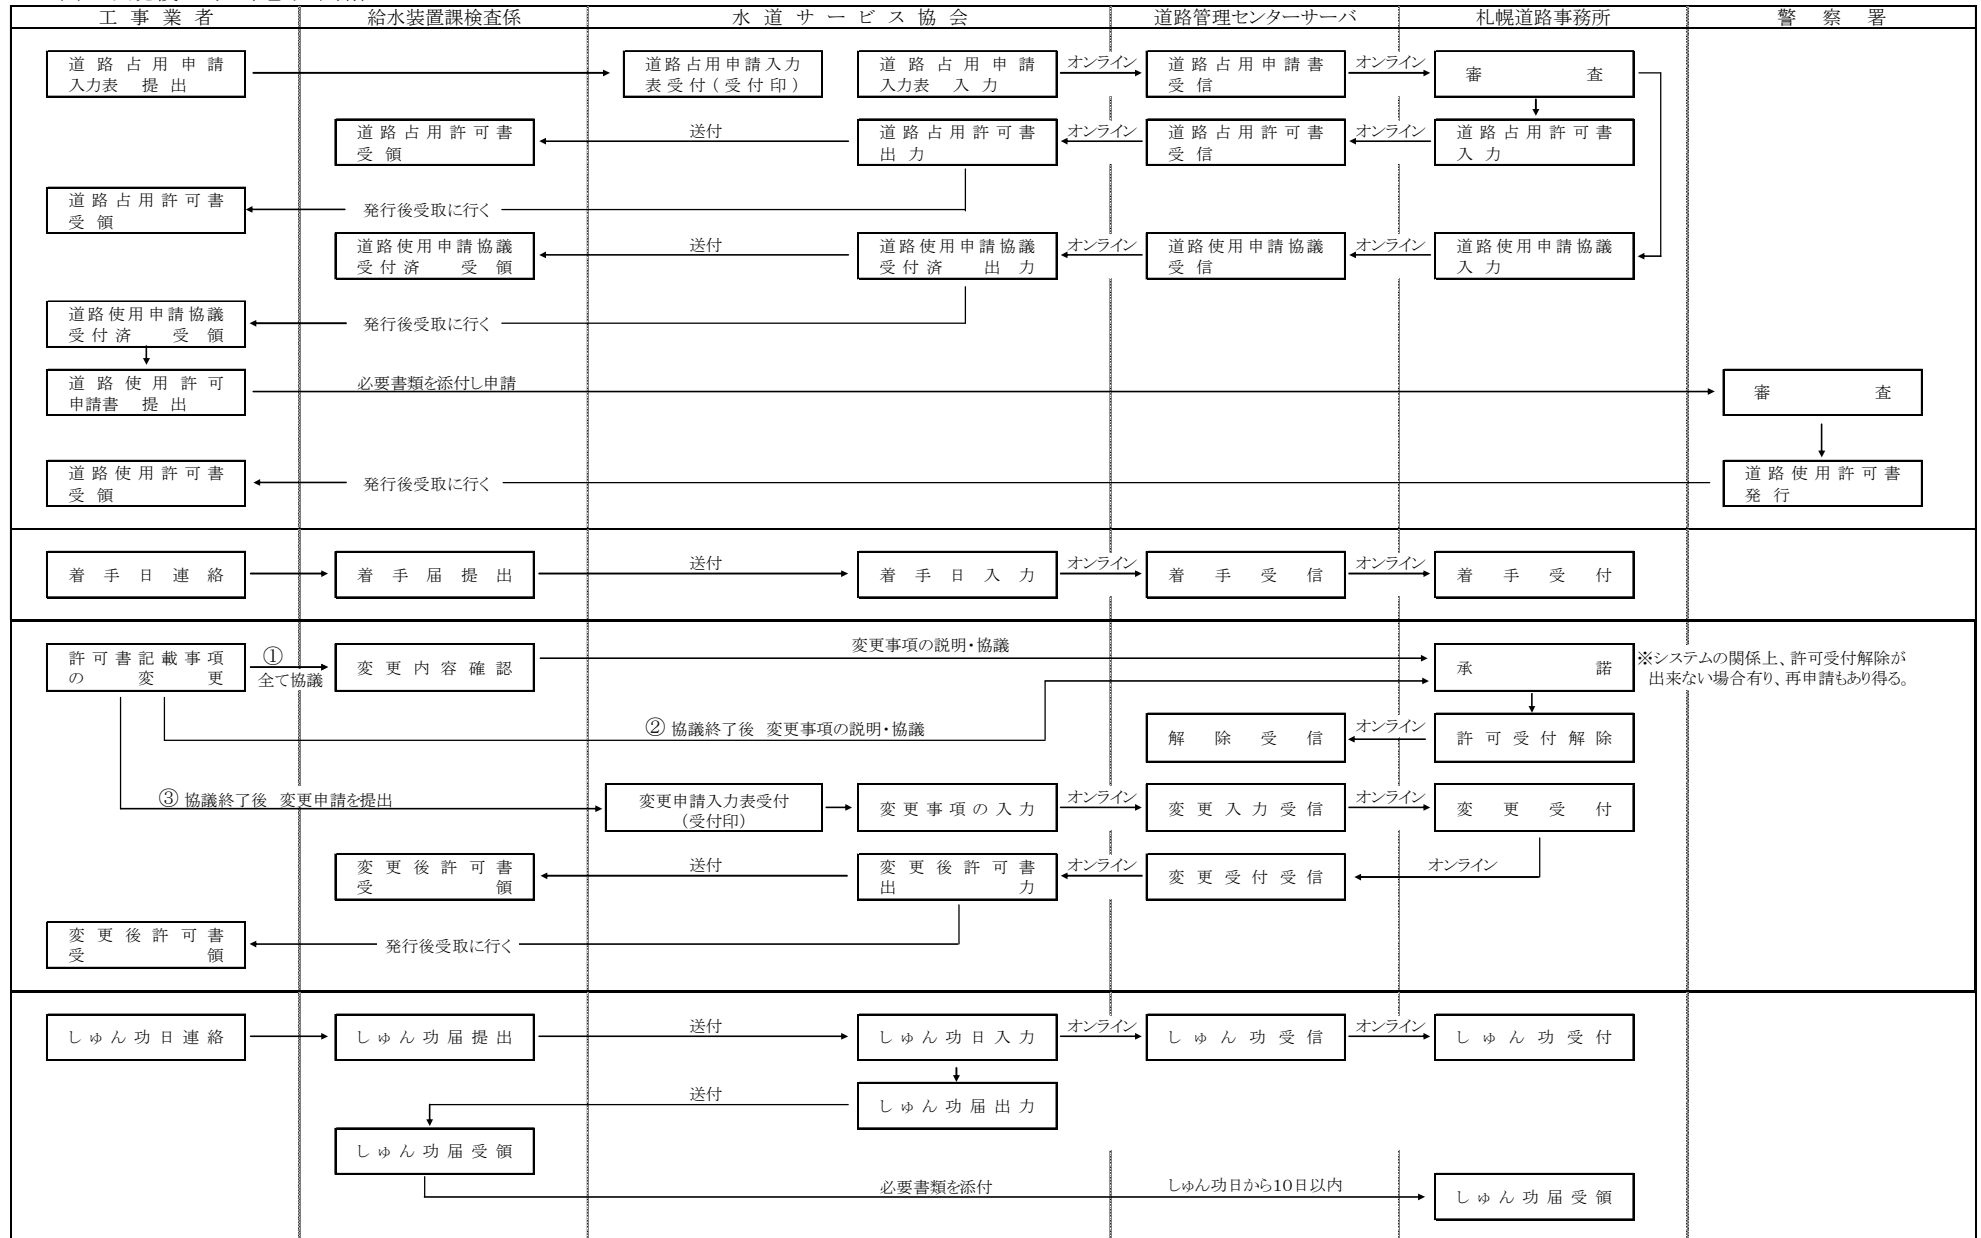 工事業者
給水装置課検査係
水道サービス協会
道路管理センターサーバ
札幌道路事務所
警察署
道路占用申請
入力表 提出
道路占用申請入力
表受付(受付印)
道路占用申請
入力表 入力
オンライン
道路占用申請書
受信
オンライン
審査
道路占用許可書
受領
送付
道路占用許可書
出力
オンライン
道路占用許可書
受信
オンライン
道路占用許可書
入力
道路占用許可書
受領
発行後受取に行く
道路使用申請協議
受付済 受領
送付
道路使用申請協議
受付済 出力
オンライン
道路使用申請協議
受信
オンライン
道路使用申請協議
入力
道路使用申請協議
受付済 受領
発行後受取に行く
道路使用許可
申請書 提出
必要書類を添付し申請
審査
道路使用許可書
受領
発行後受取に行く
道路使用許可書
発行
着手日連絡
着手届提出
送付
着手日入力
オンライン
着手受信
オンライン
着手受付
許可書記載事項
の変更
①
全て協議
変更内容確認
変更事項の説明・協議
承諾
※システムの関係上、許可受付解除が
出来ない場合有り、再申請もあり得る。
②協議終了後 変更事項の説明・協議
解除受信
オンライン
許可受付解除
③協議終了後 変更申請を提出
変更申請入力表受付
(受付印)
変更事項の入力
オンライン
変更入力受信
オンライン
変更受付
変更後許可書
受領
送付
変更後許可書
出力
オンライン
変更受付受信
オンライン
変更後許可書
受領
発行後受取に行く
しゅん功日連絡
しゅん功届提出
送付
しゅん功日入力
オンライン
しゅん功受信
オンライン
しゅん功受付
送付
しゅん功届出力
しゅん功届受領
必要書類を添付
しゅん功日から10日以内
しゅん功届受領